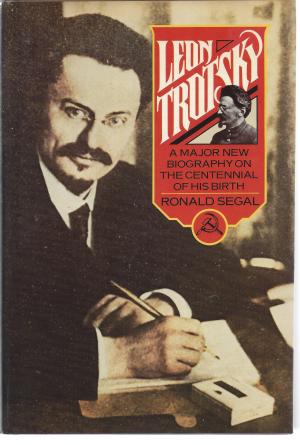 LEON
TROTSKY
A MAJOR NEW
BIOGRAPHY ON
THE CENTENNIAL
OF HIS BIRTH
RONALD SEGAL